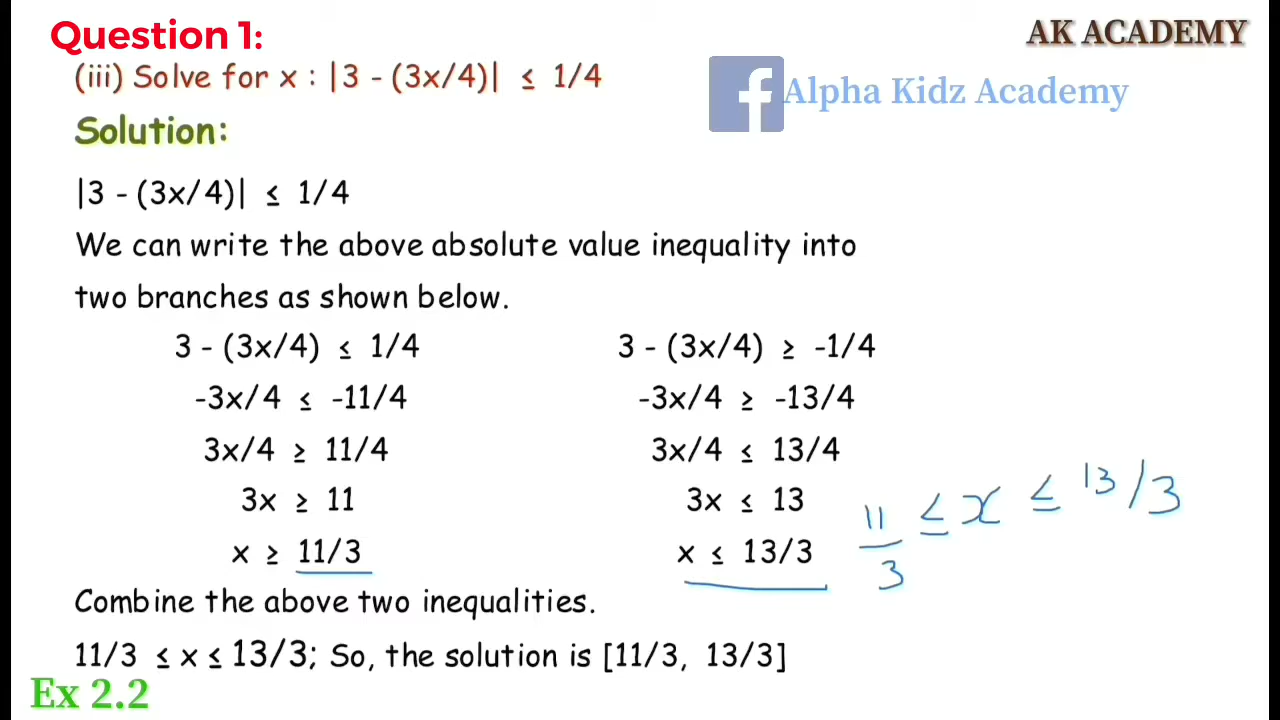 Question 1:
AK ACADEMY
(iii) Solve for x : |3 - (3x/4)| ≤ 1/4
f Alpha Kidz Academy
Solution:
|3 - (3x/4)| ≤ 1/4
We can write the above absolute value inequality into
two branches as shown below.
3 - (3x/4) ≤ 1/4 3 - (3x/4) ≥ -1/4
-3x/4 ≤ -11/4 -3x/4 ≥ -13/4
3x/4 ≥ 11/4 3x/4 ≤ 13/4
3x ≥ 11 3x ≤ 13
x ≥ 11/3 x ≤ 13/3
11/3 ≤ x ≤ 13/3
Combine the above two inequalities.
11/3 ≤ x ≤ 13/3; So, the solution is [11/3, 13/3]
Ex 2.2